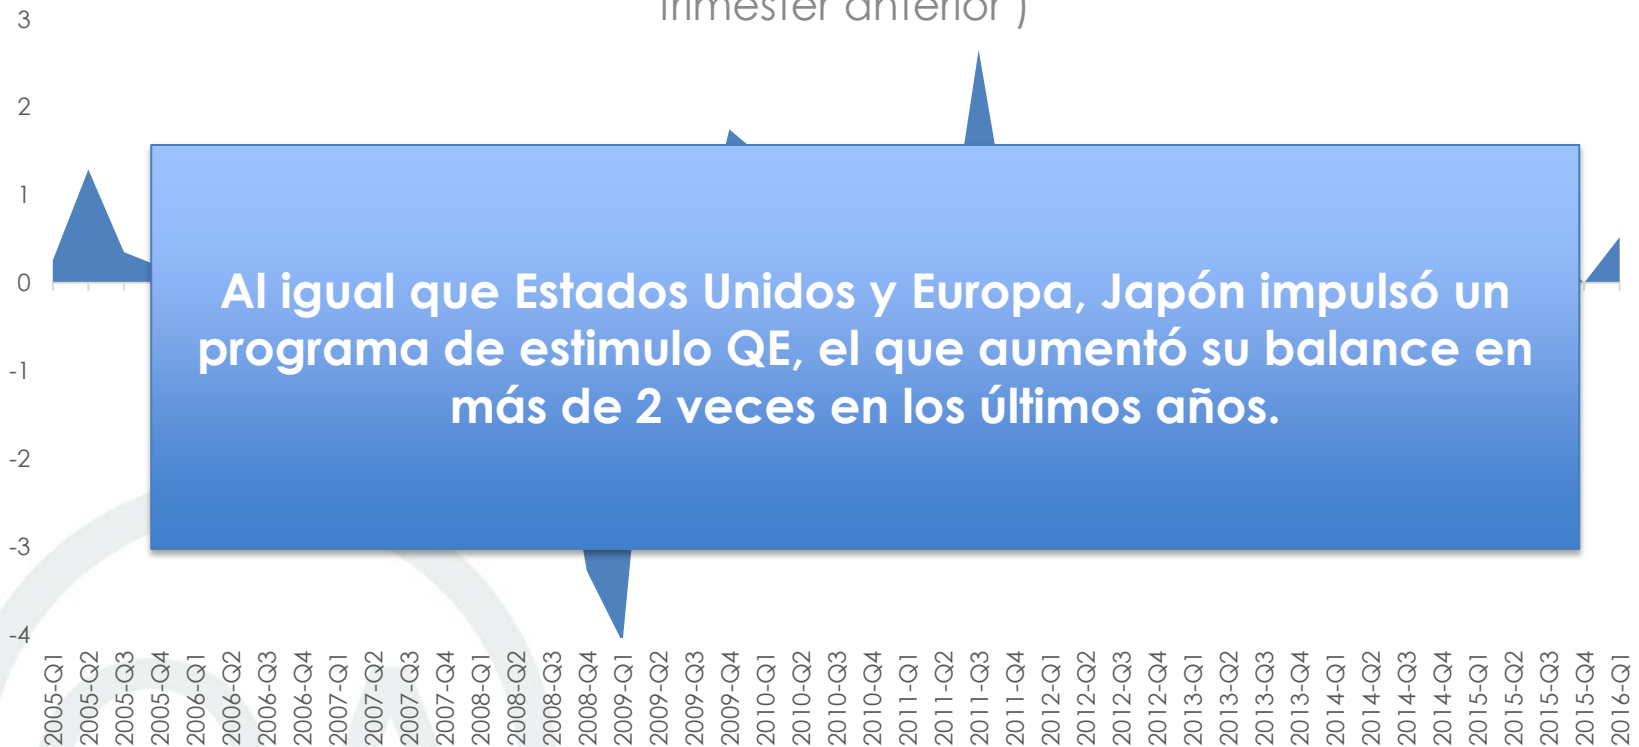 trimester anterior )
3
2
1
0
-1
-2
-3
-4
Al igual que Estados Unidos y Europa, Japón impulsó un
programa de estimulo QE, el que aumentó su balance en
más de 2 veces en los últimos años.
2005-Q1
2005-Q2
2005-Q3
2005-Q4
2006-Q1
2006-Q2
2006-Q3
2006-Q4
2007-Q1
2007-Q2
2007-Q3
2007-Q4
2008-Q1
2008-Q2
2008-Q3
2008-Q4
2009-Q1
2009-Q2
2009-Q3
2009-Q4
2010-Q1
2010-Q2
2010-Q3
2010-Q4
2011-Q1
2011-Q2
2011-Q3
2011-Q4
2012-Q1
2012-Q2
2012-Q3
2012-Q4
2013-Q1
2013-Q2
2013-Q3
2013-Q4
2014-Q1
2014-Q2
2014-Q3
2014-Q4
2015-Q1
2015-Q2
2015-Q3
2015-Q4
2016-Q1